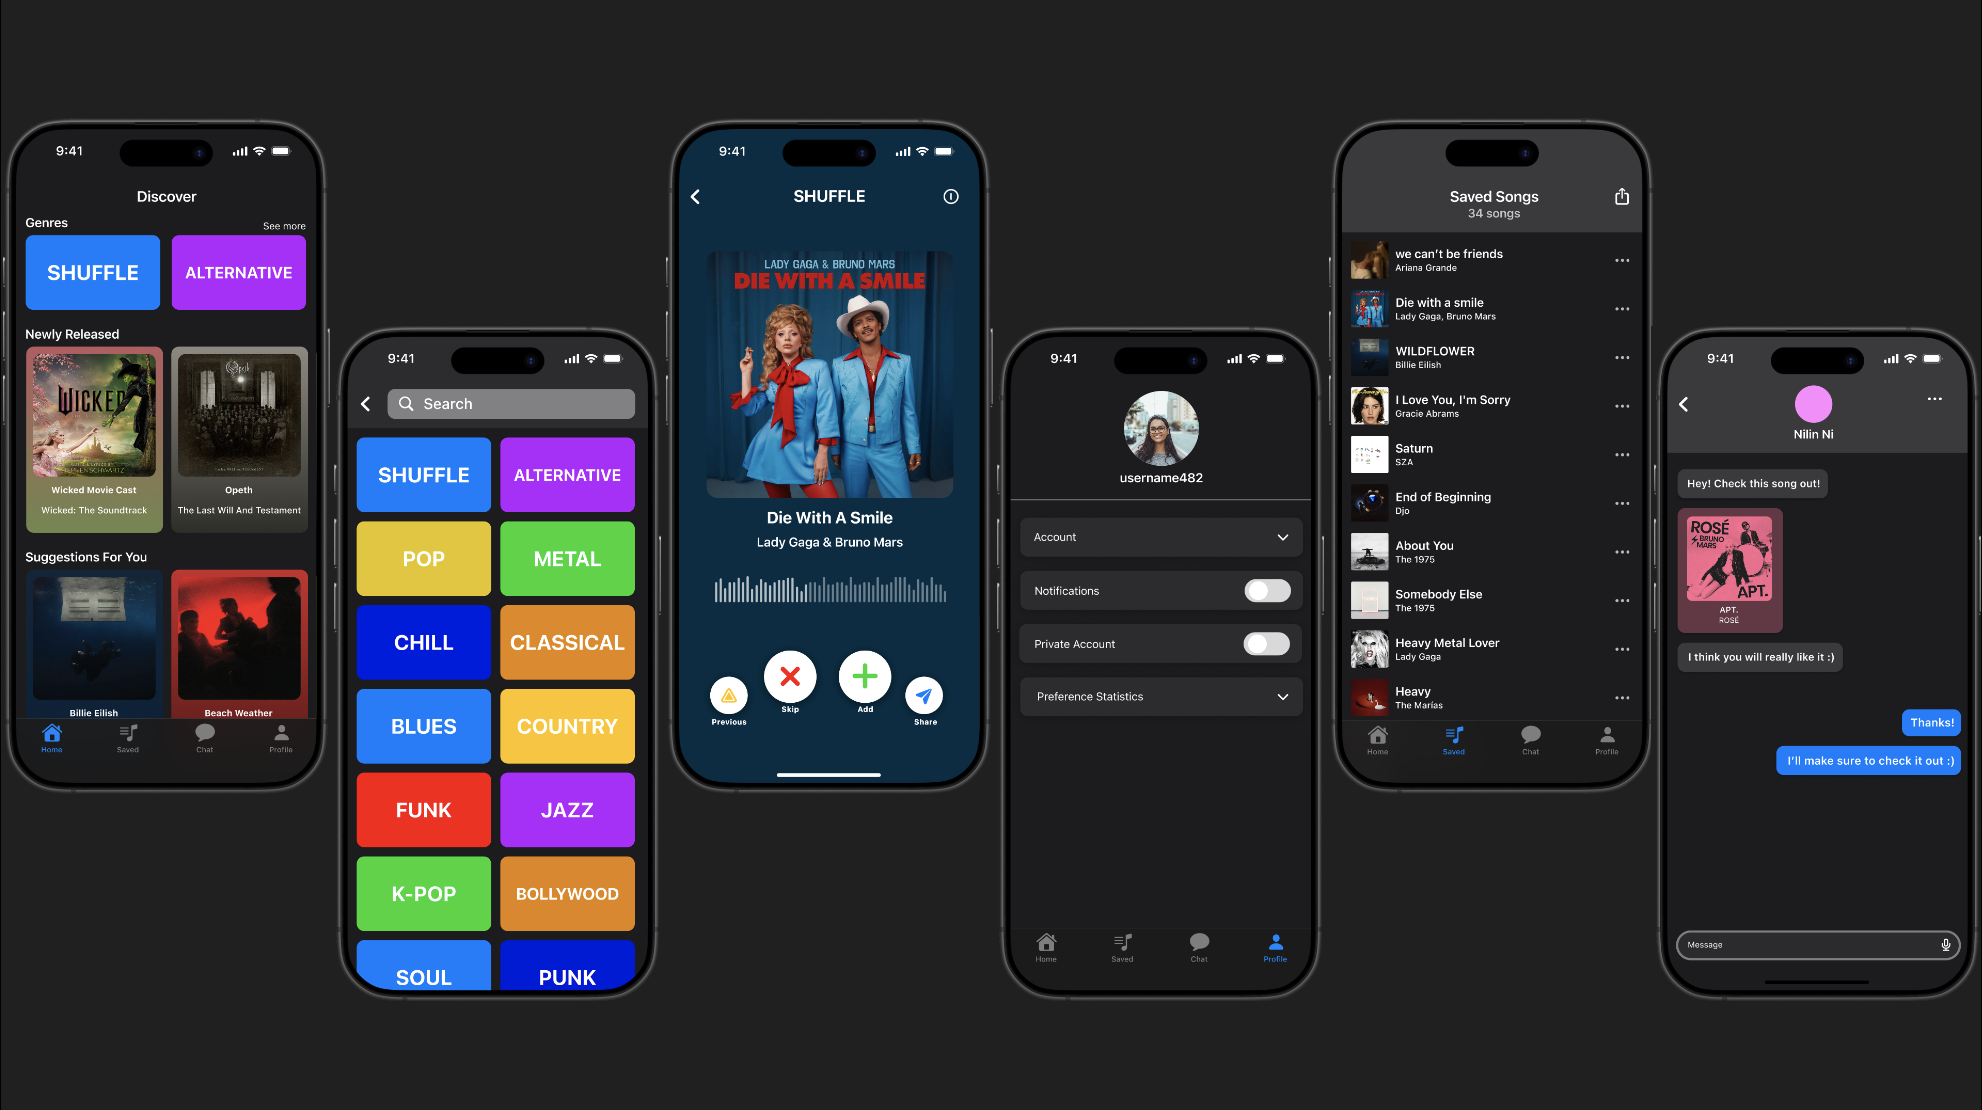 9:41
Discover
Genres
See more
SHUFFLE
ALTERNATIVE
Newly Released
WICKED
Opeth
Wicked Movie Cast
Wicked: The Soundtrack
Opeth
The Last Will And Testament
Suggestions For You
Billie Eilish
Beach Weather
Home
Saved
Chat
Profile
9:41
Search
SHUFFLE
ALTERNATIVE
POP
METAL
CHILL
CLASSICAL
BLUES
COUNTRY
FUNK
JAZZ
K-POP
BOLLYWOOD
SOUL
PUNK
9:41
SHUFFLE
LADY GAGA & BRUNO MARS
DIE WITH A SMILE
Die With A Smile
Lady Gaga & Bruno Mars
Previous
Skip
Add
Share
9:41
username482
Account
Notifications
Private Account
Preference Statistics
Home
Saved
Chat
Profile
Saved Songs
34 songs
we can't be friends
Ariana Grande
Die with a smile
Lady Gaga, Bruno Mars
WILDFLOWER
Billie Eilish
I Love You, I'm Sorry
Gracie Abrams
Saturn
SZA
End of Beginning
Djo
About You
The 1975
Somebody Else
The 1975
Heavy Metal Lover
Lady Gaga
Heavy
The Marías
Home
Saved
Chat
Profile
9:41
Nilin Ni
Hey! Check this song out!
ROSÉ
BRUNO
MARS
APT.
APT.
ROSÉ
I think you will really like it :)
Thanks!
I'll make sure to check it out :)
Message